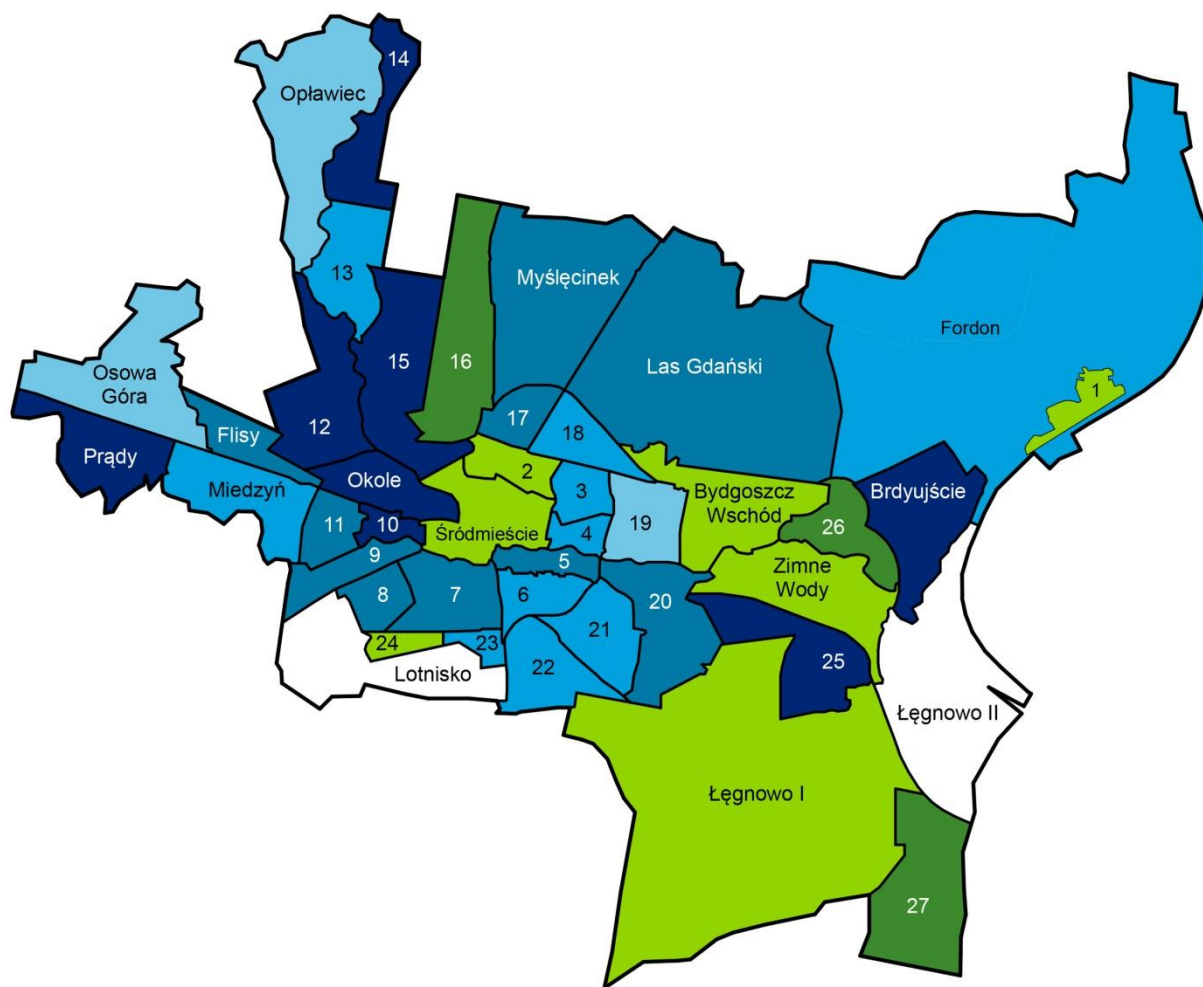 14
Opławiec
13
Myślęcinek
Fordon
15
16
Las Gdański
Osowa
Góra
1
17
12
18
Flisy
Prądy
2
Okole
Miedzyń
3
Bydgoszcz
Wschód
Brdyujście
19
11
10
26
Śródmieście
4
9
5
Zimne
Wody
8
7
6
20
21
24
23
25
22
Lotnisko
Łęgnowo II
Łęgnowo I
27